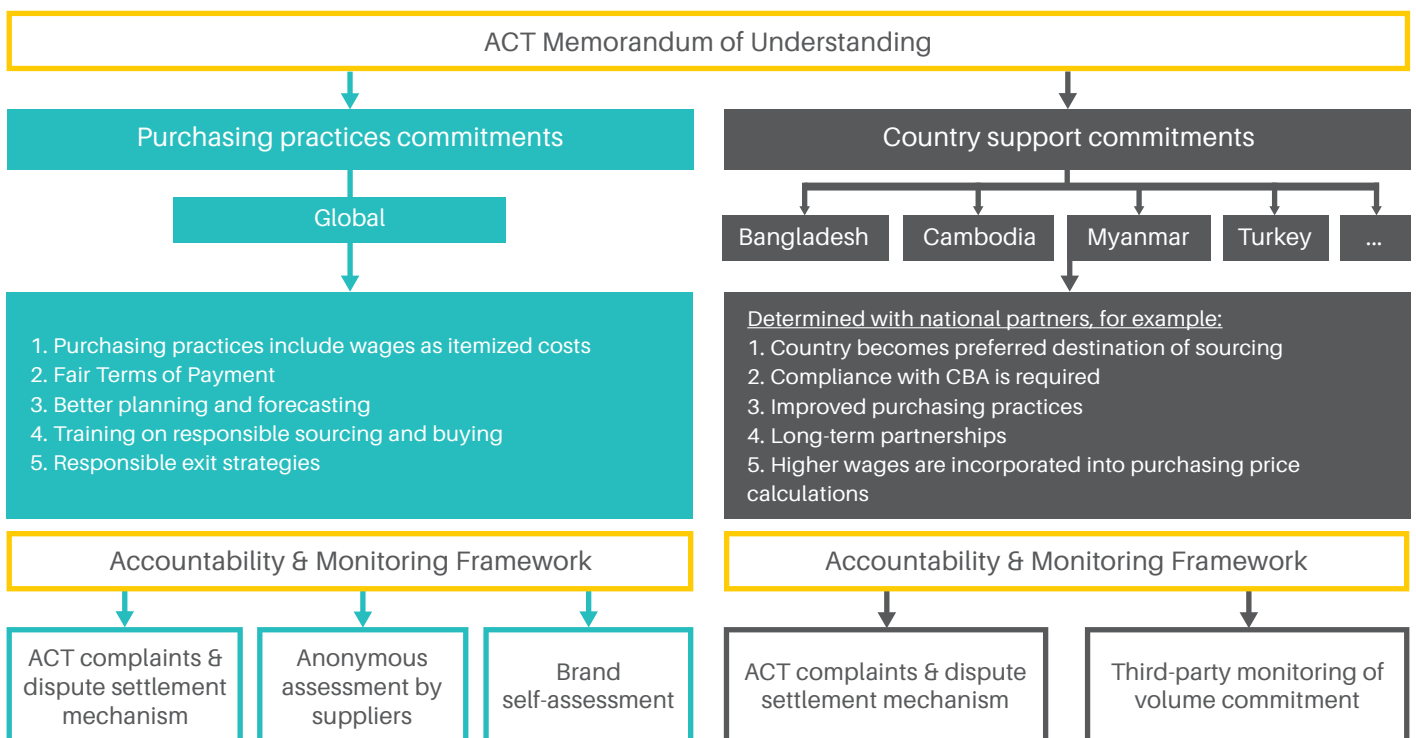 ACT Memorandum of Understanding
Purchasing practices commitments
Global
1. Purchasing practices include wages as itemized costs
2. Fair Terms of Payment
3. Better planning and forecasting
4. Training on responsible sourcing and buying
5. Responsible exit strategies
Accountability & Monitoring Framework
ACT complaints &
dispute settlement
mechanism
Anonymous
assessment by
suppliers
Brand
self-assessment
Country support commitments
Bangladesh
Cambodia
Myanmar
Turkey
...
Determined with national partners, for example:
1. Country becomes preferred destination of sourcing
2. Compliance with CBA is required
3. Improved purchasing practices
4. Long-term partnerships
5. Higher wages are incorporated into purchasing price
calculations
Accountability & Monitoring Framework
ACT complaints & dispute
settlement mechanism
Third-party monitoring of
volume commitment